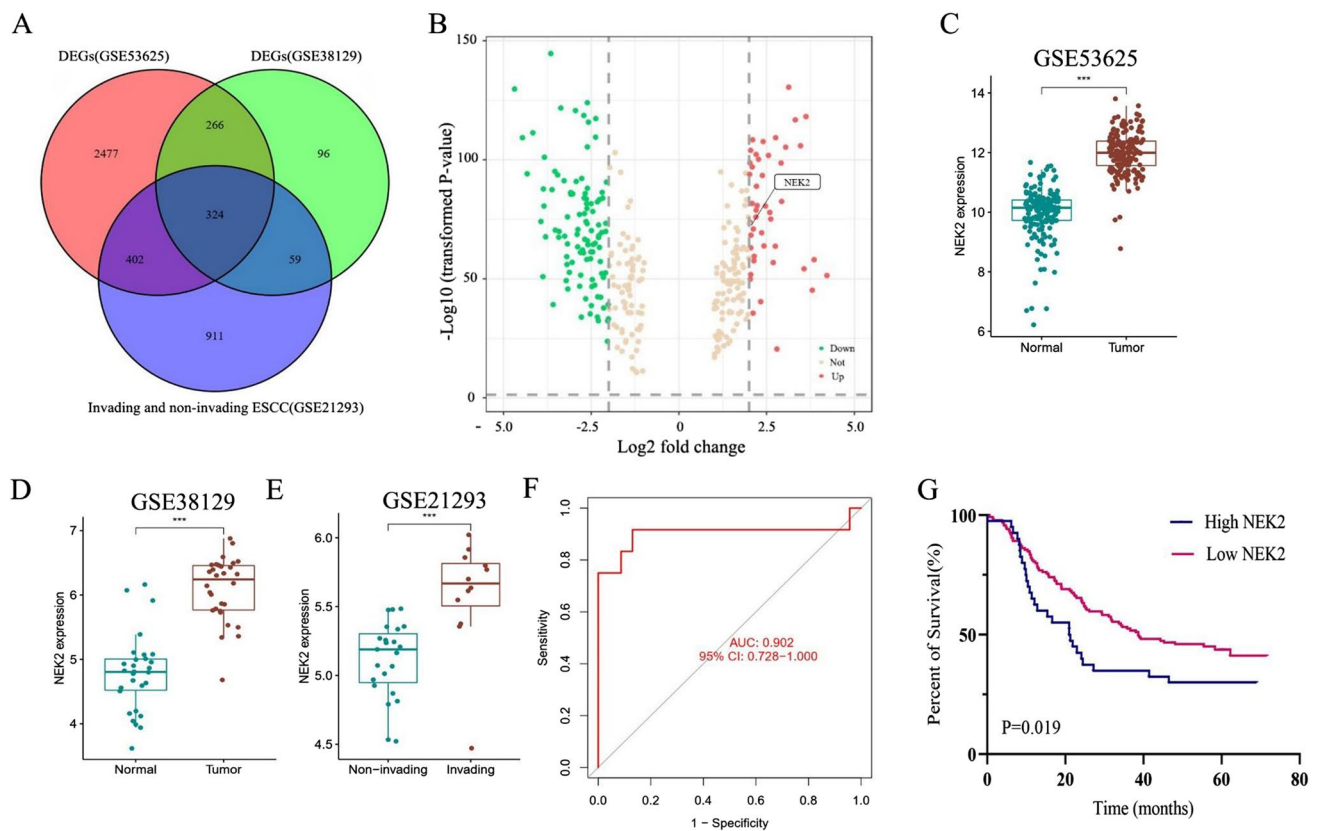 A
DEGs(GSE53625)
DEGs(GSE38129)
2477
266
96
324
402
59
911
Invading and non-invading ESCC(GSE21293)
B
-Log10 (transformed P-value)
150
100
50
0
NEK2
Down
Not
Up
- 5.0
-2.5
0
2.5
5.0
Log2 fold change
C
GSE53625
***
NEK2 expression
14
12
10
8
6
Normal
Tumor
D
GSE38129
***
NEK2 expression
7
6
5
4
Normal
Tumor
E
GSE21293
***
NEK2 expression
6.0
5.5
5.0
4.5
Non-invading
Invading
F
Sensitivity
1.0
0.8
0.6
0.4
0.2
0.0
AUC: 0.902
95% CI: 0.728-1.000
0.0
0.2
0.4
0.6
0.8
1.0
1 - Specificity
G
Percent of Survival(%)
100
50
0
High NEK2
Low NEK2
P=0.019
0
20
40
60
80
Time (months)